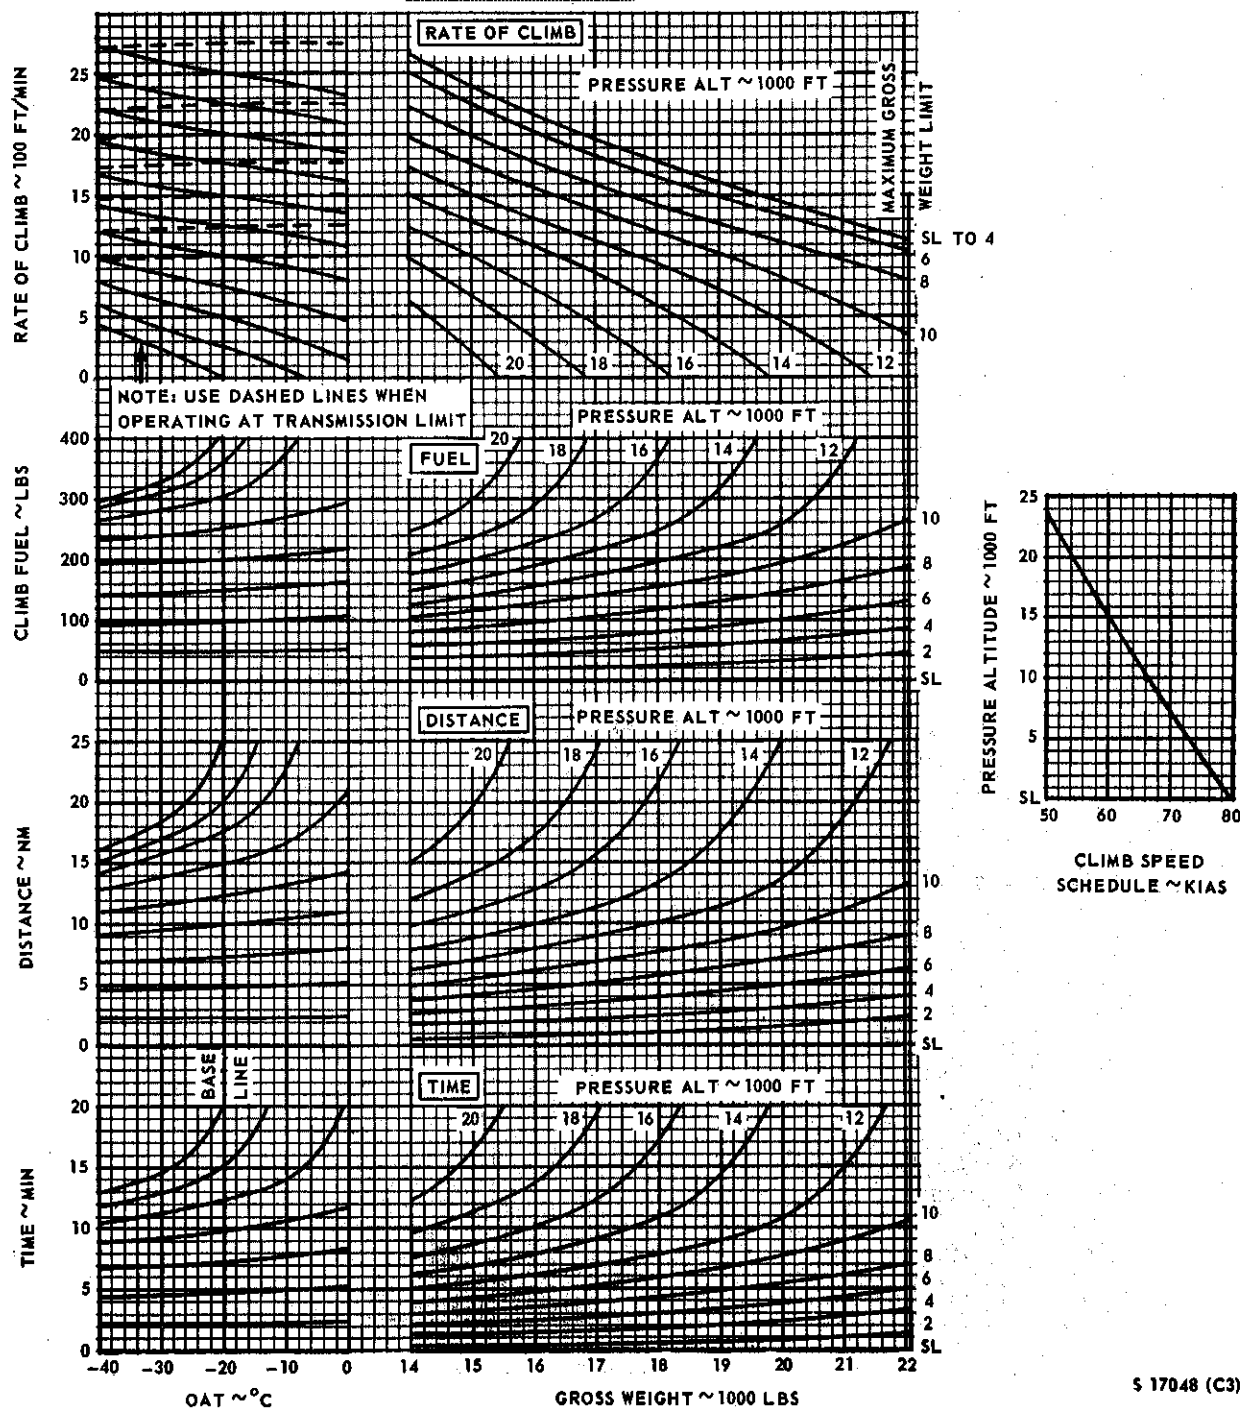 RATE OF CLIMB
PRESSURE ALT ~ 1000 FT
MAXIMUM GROSS
WEIGHT LIMIT
RATE OF CLIMB ~ 100 FT/MIN
25
20
15
10
5
0
SL TO 4
6
8
10
20
18
16
14
12
NOTE: USE DASHED LINES WHEN
OPERATING AT TRANSMISSION LIMIT
PRESSURE ALT ~ 1000 FT
FUEL
CLIMB FUEL ~ LBS
400
300
200
100
0
20
18
16
14
12
10
8
6
4
2
SL
DISTANCE
PRESSURE ALT ~ 1000 FT
DISTANCE ~ NM
25
20
15
10
5
0
20
18
16
14
12
10
8
6
4
2
SL
BASE
LINE
TIME
PRESSURE ALT ~ 1000 FT
TIME ~ MIN
20
15
10
5
0
20
18
16
14
12
10
8
6
4
2
SL
-40 -30 -20 -10 0
14 15 16 17 18 19 20 21 22
OAT ~ °C
GROSS WEIGHT ~ 1000 LBS
PRESSURE ALTITUDE ~ 1000 FT
25
20
15
10
5
SL
50 60 70 80
CLIMB SPEED
SCHEDULE ~ KIAS
S 17048 (C3)